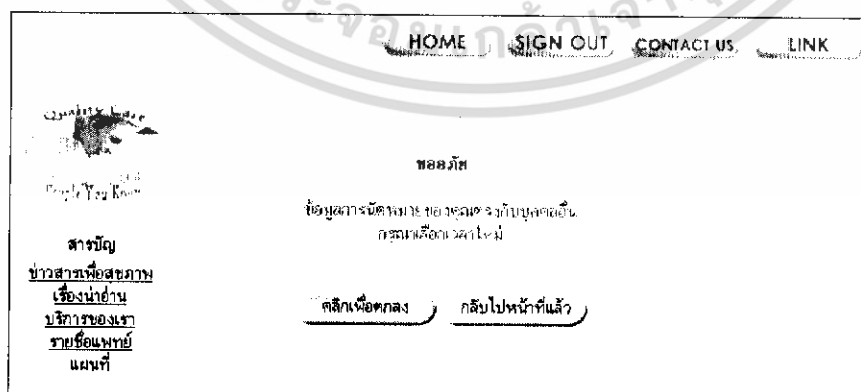 HOME SIGN OUT CONTACT US LINK
People You Know
ขออภัย
ข้อมูลการนัดหมายของคุณตรงกับบุคคลอื่น
กรุณาเลือกเวลาใหม่
สารบัญ
ข่าวสารเพื่อสุขภาพ
เรื่องน่าอ่าน
บริการของเรา
รายชื่อแพทย์
แผนที่
คลิกเพื่อตกลง กลับไปหน้าที่แล้ว